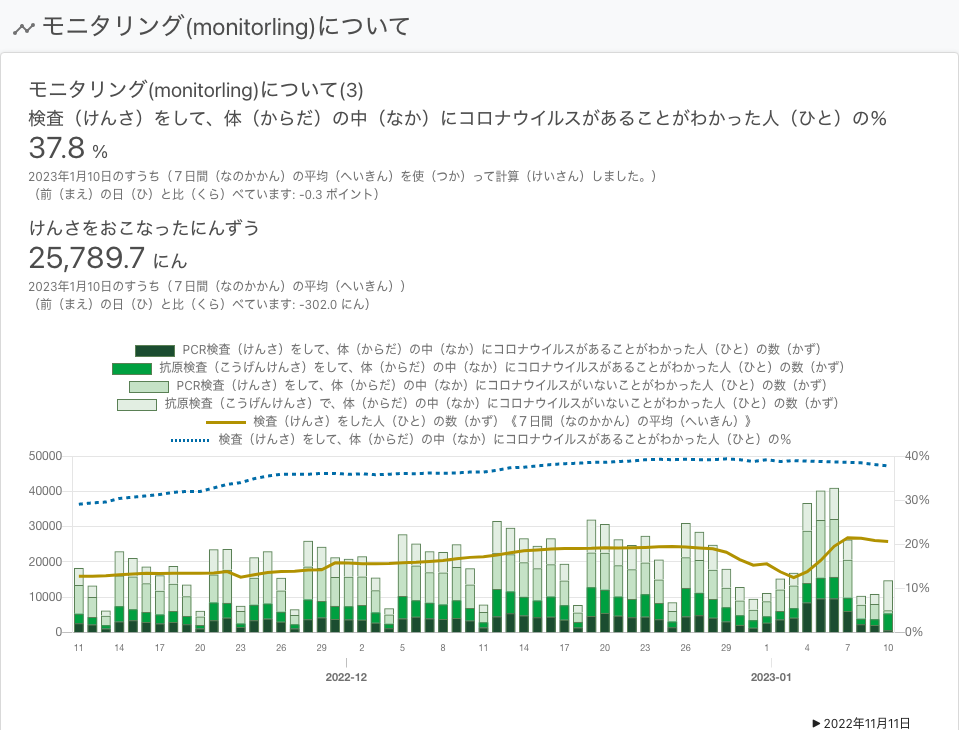 モニタリング(monitorling)について
モニタリング(monitorling)について(3)
検査（けんさ）をして、体（からだ）の中（なか）にコロナウイルスがあることがわかった人（ひと）の%
37.8 %
2023年1月10日のすうち（７日間（なのかかん）の平均（へいきん）を使（つか）って計算（けいさん）しました。）
（前（まえ）の日（ひ）と比（くら）べています: -0.3 ポイント）
けんさをおこなったにんずう
25,789.7 にん
2023年1月10日のすうち（７日間（なのかかん）の平均（へいきん））
（前（まえ）の日（ひ）と比（くら）べています: -302.0 にん）
PCR検査（けんさ）をして、体（からだ）の中（なか）にコロナウイルスがあることがわかった人（ひと）の数（かず）
抗原検査（こうげんけんさ）をして、体（からだ）の中（なか）にコロナウイルスがあることがわかった人（ひと）の数（かず）
PCR検査（けんさ）をして、体（からだ）の中（なか）にコロナウイルスがいないことがわかった人（ひと）の数（かず）
抗原検査（こうげんけんさ）で、体（からだ）の中（なか）にコロナウイルスがいないことがわかった人（ひと）の数（かず）
検査（けんさ）をした人（ひと）の数（かず）《７日間（なのかかん）の平均（へいきん）》
検査（けんさ）をして、体（からだ）の中（なか）にコロナウイルスがあることがわかった人（ひと）の%
50000 40%
40000 30%
30000
20000 20%
10000 10%
0 0%
11 14 17 20 23 26 29 2 5 8 11 14 17 20 23 26 29 1 4 7 10
2022-12 2023-01
▶ 2022年11月11日